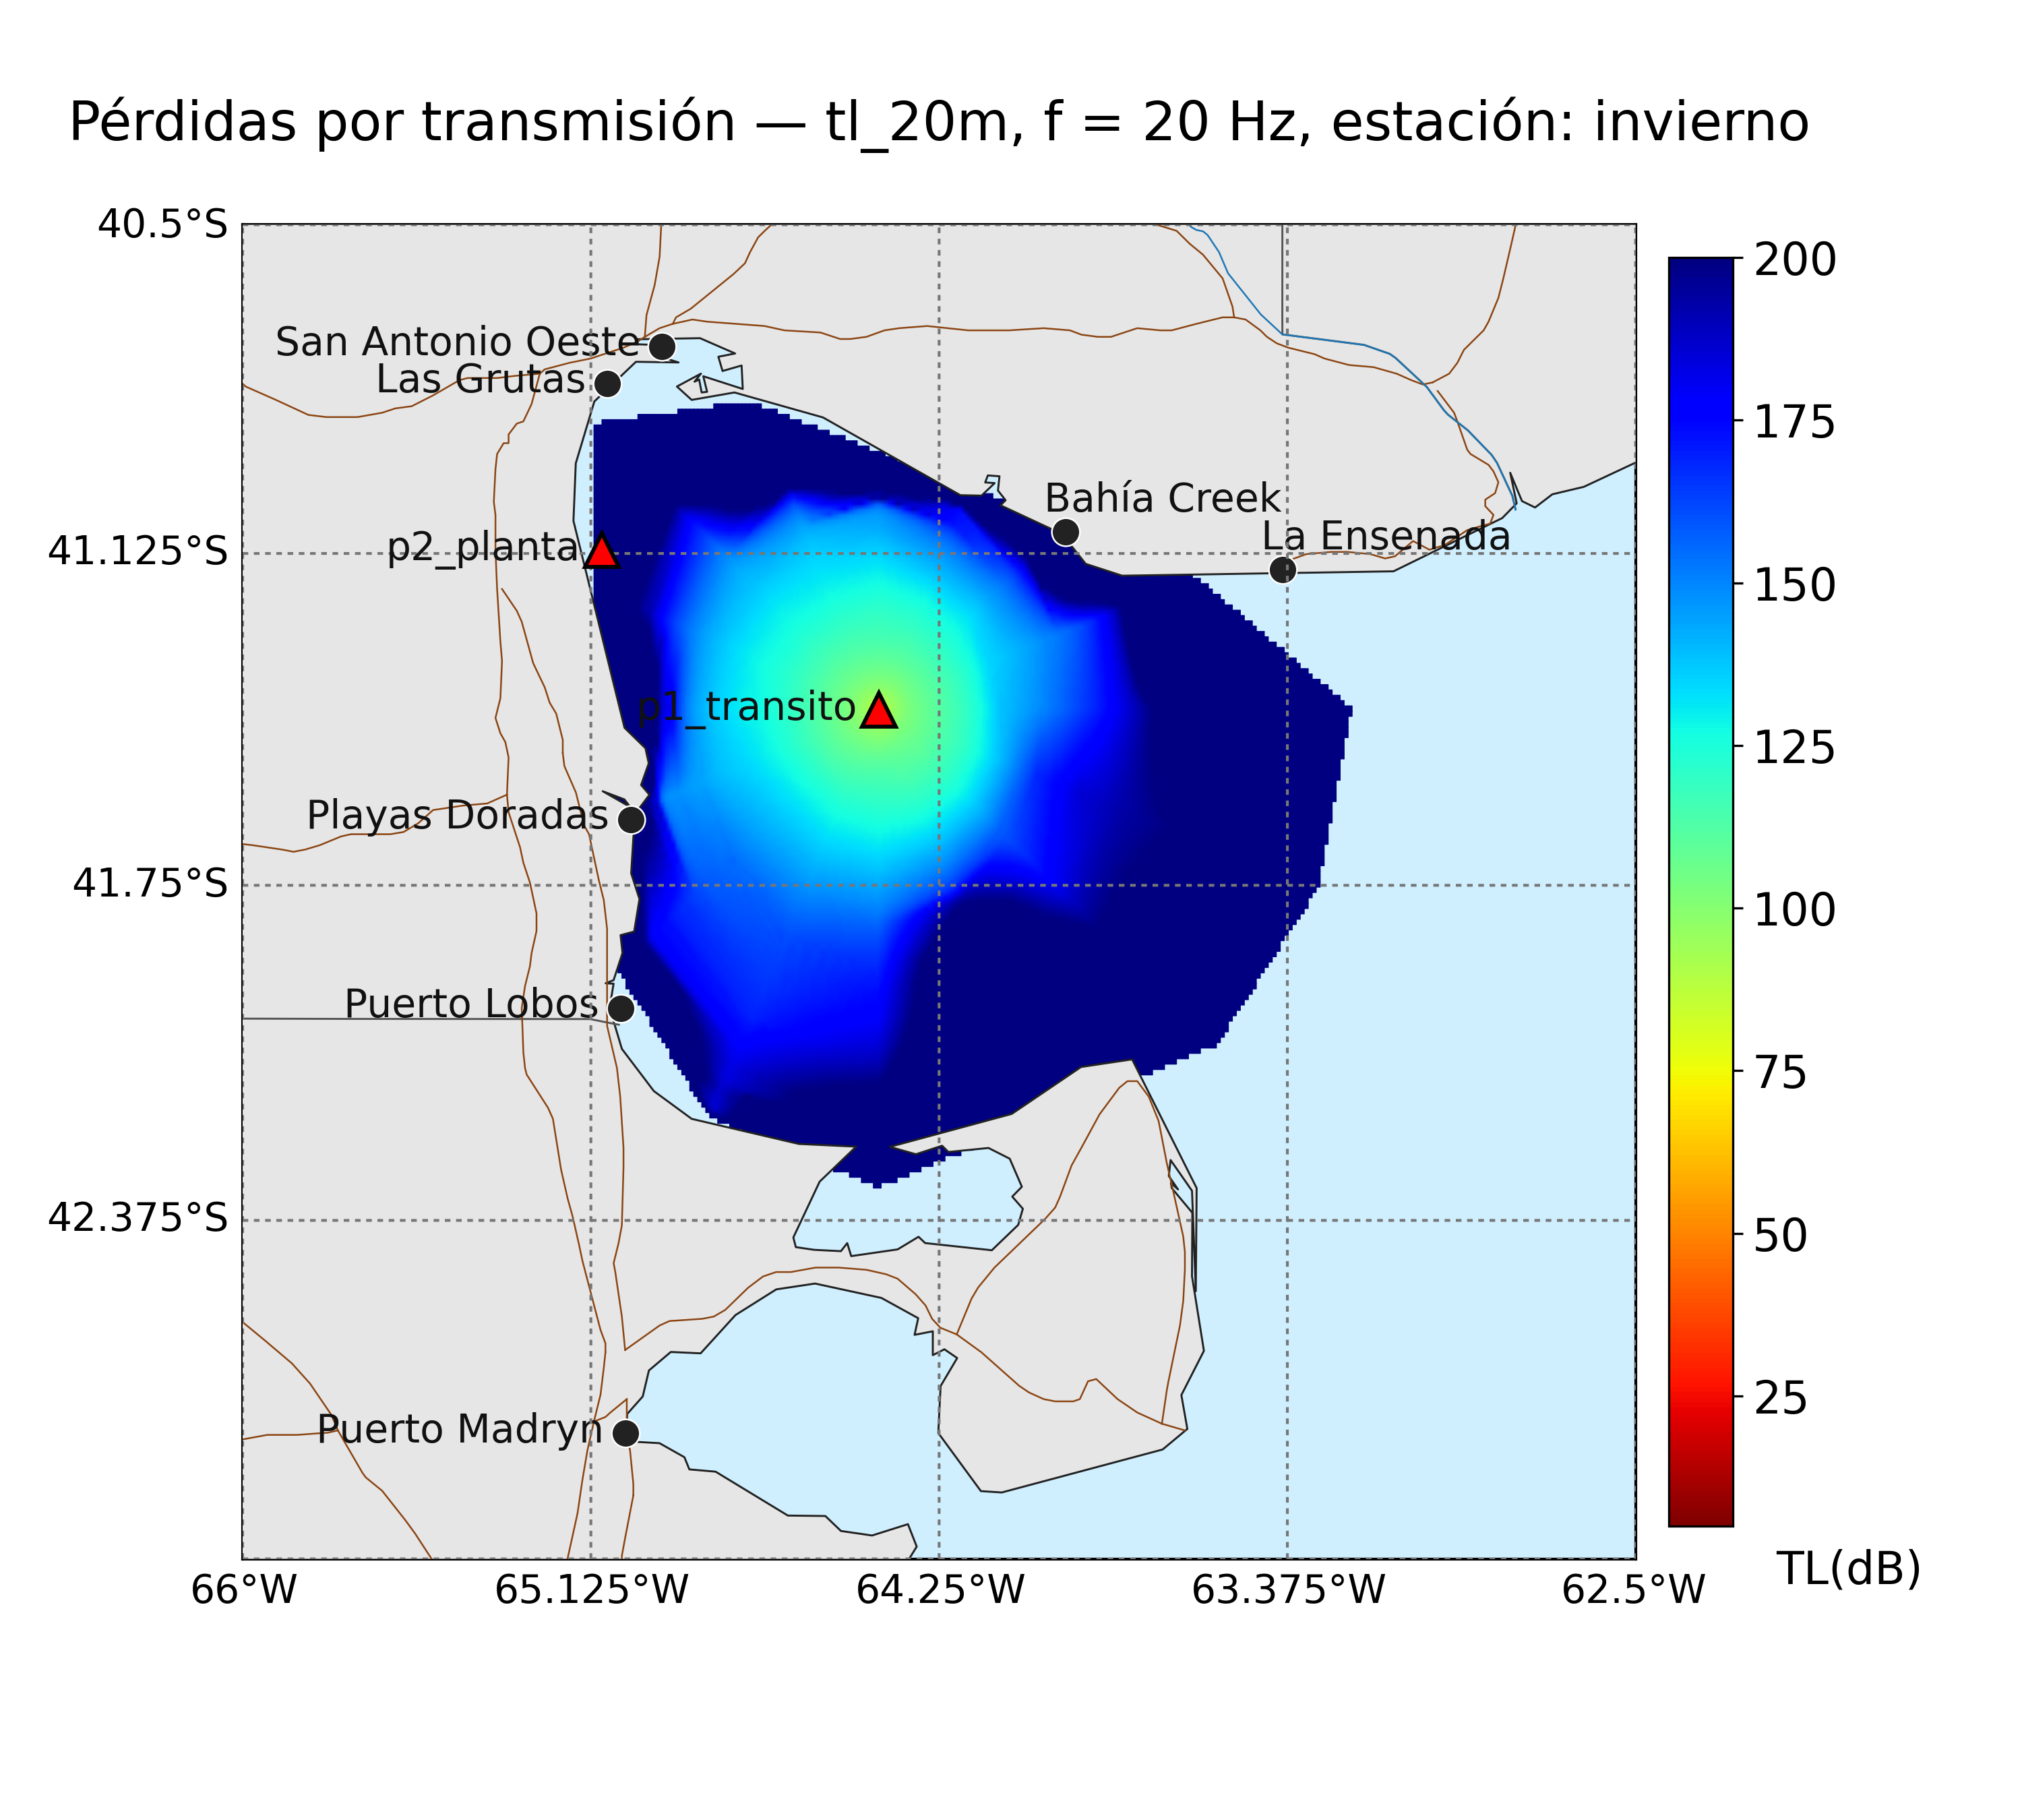 Pérdidas por transmisión — tl_20m, f = 20 Hz, estación: invierno
40.5°S
200
San Antonio Oeste
Las Grutas
175
Bahía Creek
La Ensenada
p2_planta
41.125°S
150
p1_transito
125
Playas Doradas
41.75°S
100
Puerto Lobos
75
42.375°S
50
25
Puerto Madryn
TL(dB)
66°W
65.125°W
64.25°W
63.375°W
62.5°W